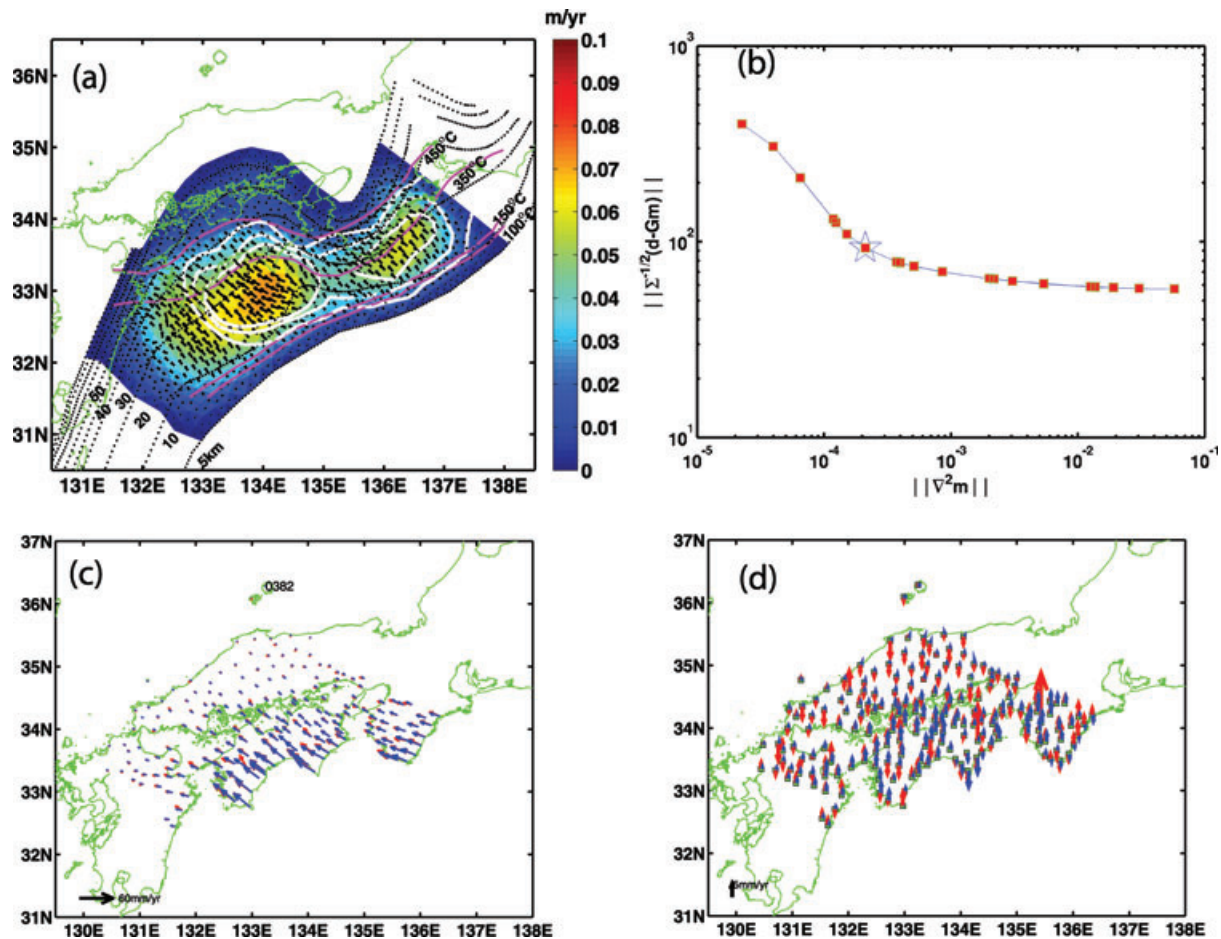 m/yr
(a)
36N
35N
34N
33N
32N
31N
131E 132E 133E 134E 135E 136E 137E 138E
450°C
350°C
150°C
100°C
50
40
30
20
10
5km
0.1
0.09
0.08
0.07
0.06
0.05
0.04
0.03
0.02
0.01
0
(b)
10³
10²
10¹
||Σ⁻¹/²(d-Gm)||
10⁻⁵ 10⁻⁴ 10⁻³ 10⁻² 10⁻¹
||∇²m||
(c)
37N
36N
35N
34N
33N
32N
31N
0382
60mm/yr
130E 131E 132E 133E 134E 135E 136E 137E 138E
(d)
37N
36N
35N
34N
33N
32N
31N
5mm/yr
130E 131E 132E 133E 134E 135E 136E 137E 138E